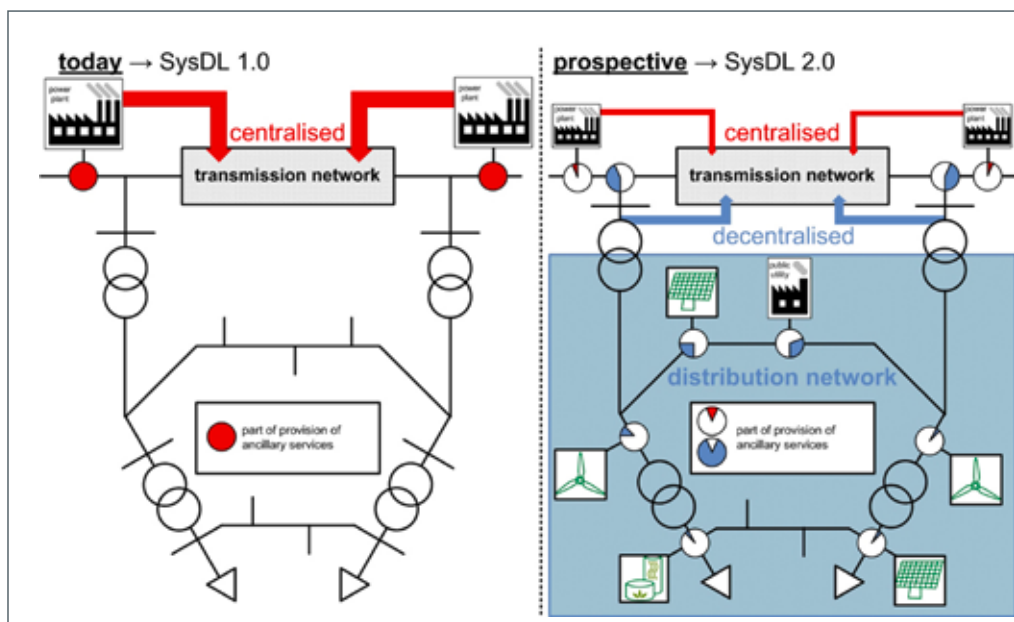 today → SysDL 1.0
power
plant
power
plant
centralised
transmission network
part of provision of
ancillary services
prospective → SysDL 2.0
power
plant
power
plant
centralised
transmission network
decentralised
public
utility
distribution network
part of provision of
ancillary services